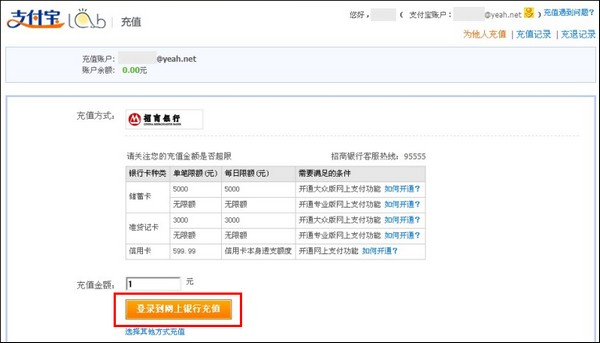 支付宝 Lab 充值
您好， （ 支付宝账户： @yeah.net ） 充值遇到问题？
为他人充值 | 充值记录 | 充退记录
充值账户： @yeah.net
账户余额： 0.00元
充值方式： 招商银行
CHINA MERCHANTS BANK
请关注您的充值金额是否超限 招商银行客服热线：95555
银行卡种类 单笔限额(元) 每日限额(元) 需要满足的条件
储蓄卡 5000 5000 开通大众版网上支付功能 如何开通？
无限额 无限额 开通专业版网上支付功能 如何开通？
准贷记卡 3000 3000 开通大众版网上支付功能 如何开通？
无限额 无限额 开通专业版网上支付功能 如何开通？
信用卡 599.99 信用卡本身透支额度 开通网上支付功能 如何开通？
充值金额： 1 元
登录到网上银行充值
选择其他方式充值